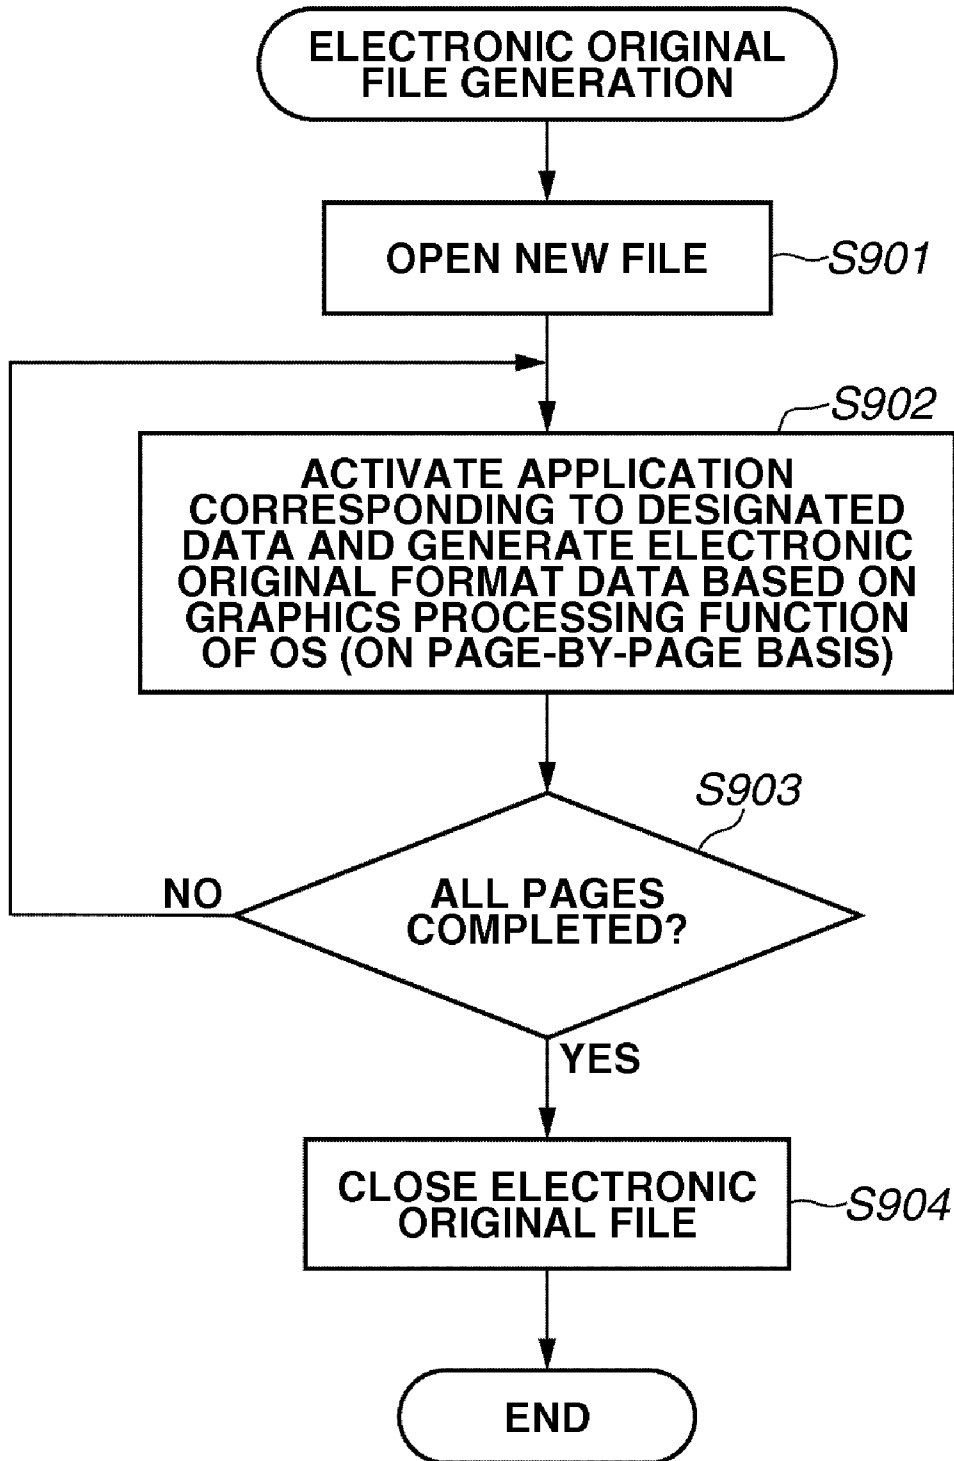 ELECTRONIC ORIGINAL
FILE GENERATION
OPEN NEW FILE
S901
S902
ACTIVATE APPLICATION
CORRESPONDING TO DESIGNATED
DATA AND GENERATE ELECTRONIC
ORIGINAL FORMAT DATA BASED ON
GRAPHICS PROCESSING FUNCTION
OF OS (ON PAGE-BY-PAGE BASIS)
S903
NO
ALL PAGES
COMPLETED?
YES
CLOSE ELECTRONIC
ORIGINAL FILE
S904
END